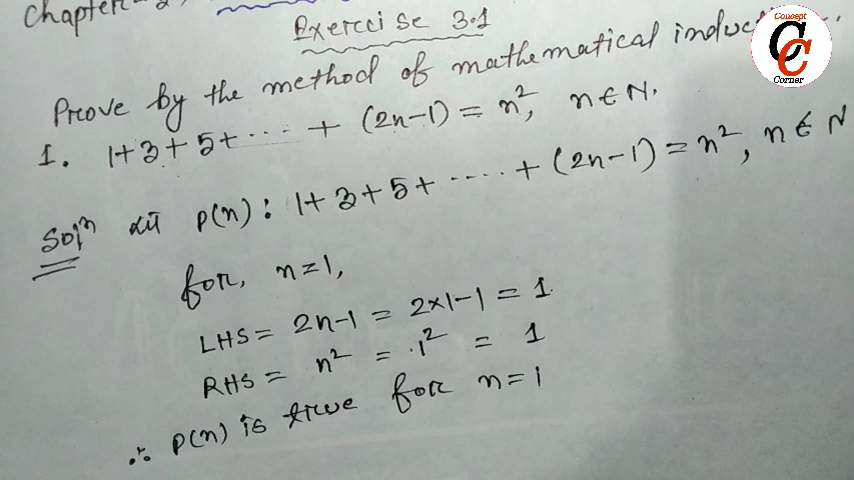 Chapter-2,
Exercise 3.1
Concept
CC
Corner
Prove by the method of mathematical induc
1. 1+3+5+ ···· + (2n-1) = n², n∈N.
Solⁿ let P(n): 1+3+5+ ····· + (2n-1) = n², n∈N
for, n=1,
LHS = 2n-1 = 2×1-1 = 1
RHS = n² = 1² = 1
∴ P(n) is true for n=1